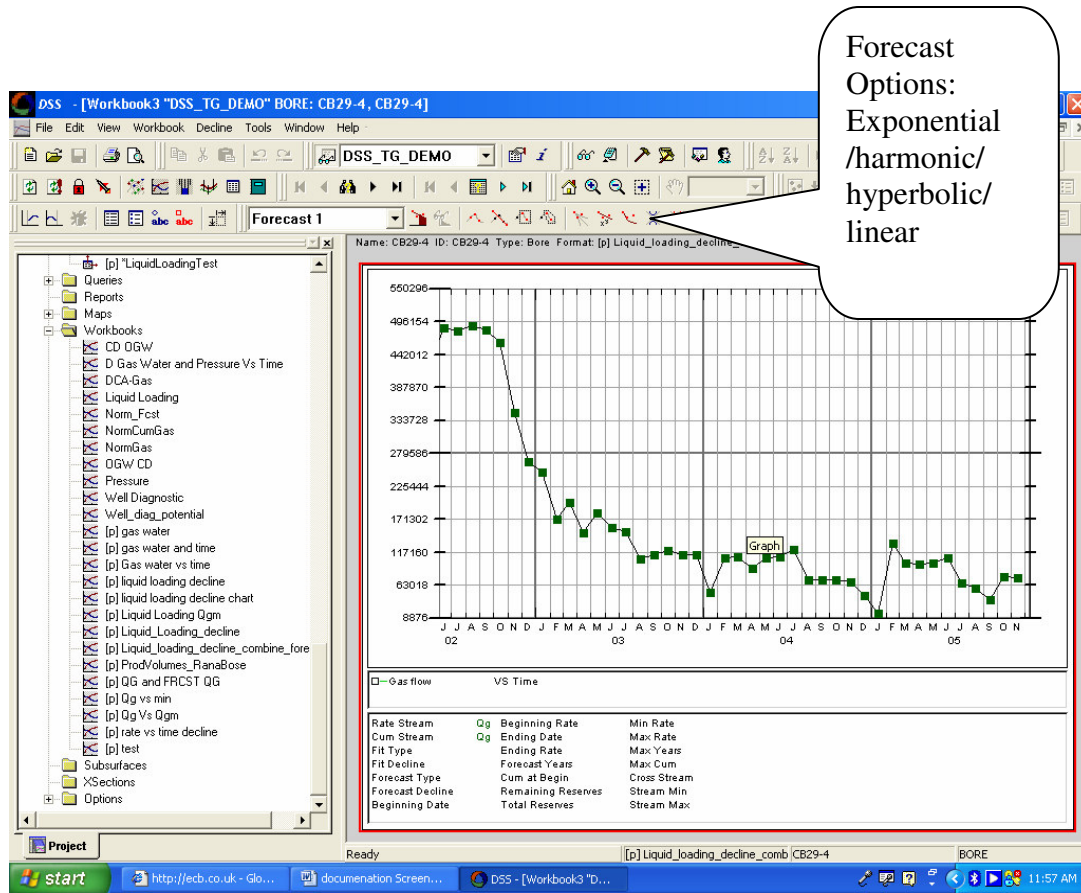 Forecast
Options:
Exponential
/harmonic/
hyperbolic/
linear
DSS - [Workbook3 "DSS_TG_DEMO" BORE: CB29-4, CB29-4]
File Edit View Workbook Decline Tools Window Help
DSS_TG_DEMO
Forecast 1
[p] "LiquidLoadingTest
Queries
Reports
Maps
Workbooks
CD OGW
D Gas Water and Pressure Vs Time
DCA-Gas
Liquid Loading
Norm_Fcst
NormCumGas
NormGas
OGW CD
Pressure
Well Diagnostic
Well_diag_potential
[p] gas water
[p] gas water and time
[p] Gas water vs time
[p] liquid loading decline
[p] liquid loading decline chart
[p] Liquid Loading Qgm
[p] Liquid_Loading_decline
[p] Liquid_loading_decline_combine_fore
[p] ProdVolumes_RanaBose
[p] QG and FRCST QG
[p] Qg vs min
[p] Qg Vs Qgm
[p] rate vs time decline
[p] test
Subsurfaces
XSections
Options
Project
Name: CB29-4 ID: CB29-4 Type: Bore Format: [p] Liquid_loading_decline_
550296
496154
442012
387870
333728
279586
225444
171302
117160
63018
8876
Graph
J J A S O N D J F M A M J J A S O N D J F M A M J J A S O N D J F M A M J J A S O N
02 03 04 05
Gas flow VS Time
Rate Stream Qg Beginning Rate Min Rate
Cum Stream Qg Ending Date Max Rate
Fit Type Ending Rate Max Years
Fit Decline Forecast Years Max Cum
Forecast Type Cum at Begin Cross Stream
Forecast Decline Remaining Reserves Stream Min
Beginning Date Total Reserves Stream Max
Ready [p] Liquid_loading_decline_comb CB29-4 BORE
start http://ecb.co.uk - Glo... documenation Screen... DSS - [Workbook3 "D... 11:57 AM